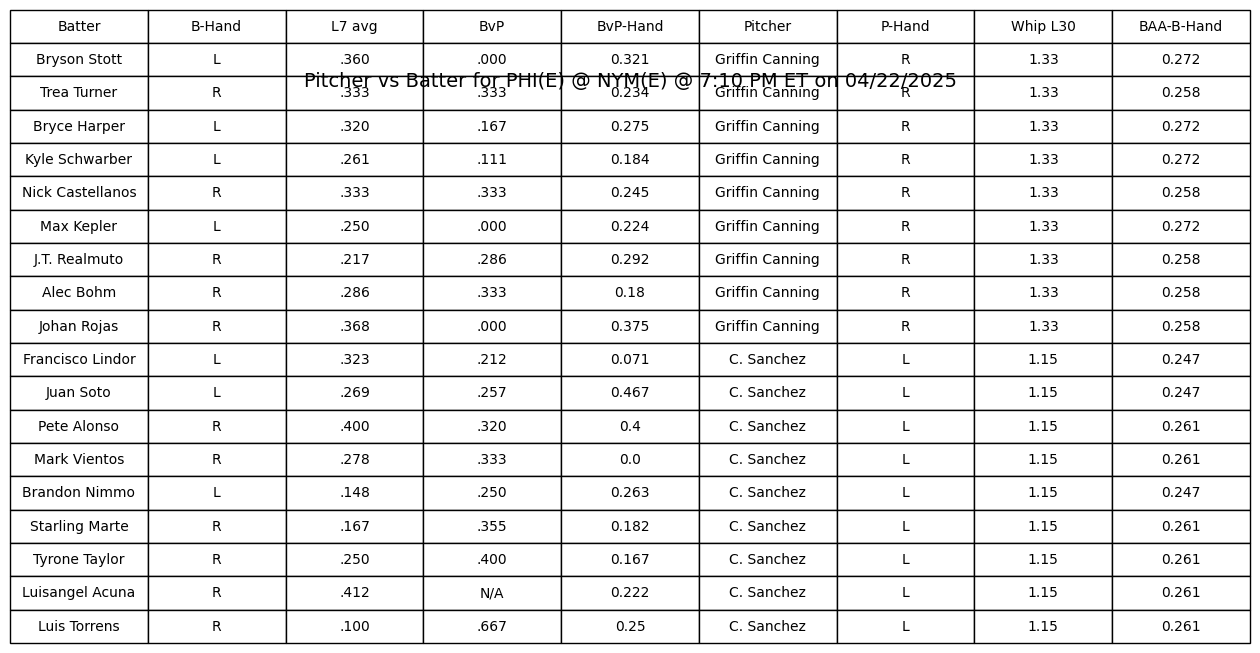 Batter B-Hand L7 avg BvP BvP-Hand Pitcher P-Hand Whip L30 BAA-B-Hand
Bryson Stott L .360 .000 0.321 Griffin Canning R 1.33 0.272
Pitcher vs Batter for PHI(E) @ NYM(E) @ 7:10 PM ET on 04/22/2025
Trea Turner R .333 .333 0.234 Griffin Canning R 1.33 0.258
Bryce Harper L .320 .167 0.275 Griffin Canning R 1.33 0.272
Kyle Schwarber L .261 .111 0.184 Griffin Canning R 1.33 0.272
Nick Castellanos R .333 .333 0.245 Griffin Canning R 1.33 0.258
Max Kepler L .250 .000 0.224 Griffin Canning R 1.33 0.272
J.T. Realmuto R .217 .286 0.292 Griffin Canning R 1.33 0.258
Alec Bohm R .286 .333 0.18 Griffin Canning R 1.33 0.258
Johan Rojas R .368 .000 0.375 Griffin Canning R 1.33 0.258
Francisco Lindor L .323 .212 0.071 C. Sanchez L 1.15 0.247
Juan Soto L .269 .257 0.467 C. Sanchez L 1.15 0.247
Pete Alonso R .400 .320 0.4 C. Sanchez L 1.15 0.261
Mark Vientos R .278 .333 0.0 C. Sanchez L 1.15 0.261
Brandon Nimmo L .148 .250 0.263 C. Sanchez L 1.15 0.247
Starling Marte R .167 .355 0.182 C. Sanchez L 1.15 0.261
Tyrone Taylor R .250 .400 0.167 C. Sanchez L 1.15 0.261
Luisangel Acuna R .412 N/A 0.222 C. Sanchez L 1.15 0.261
Luis Torrens R .100 .667 0.25 C. Sanchez L 1.15 0.261